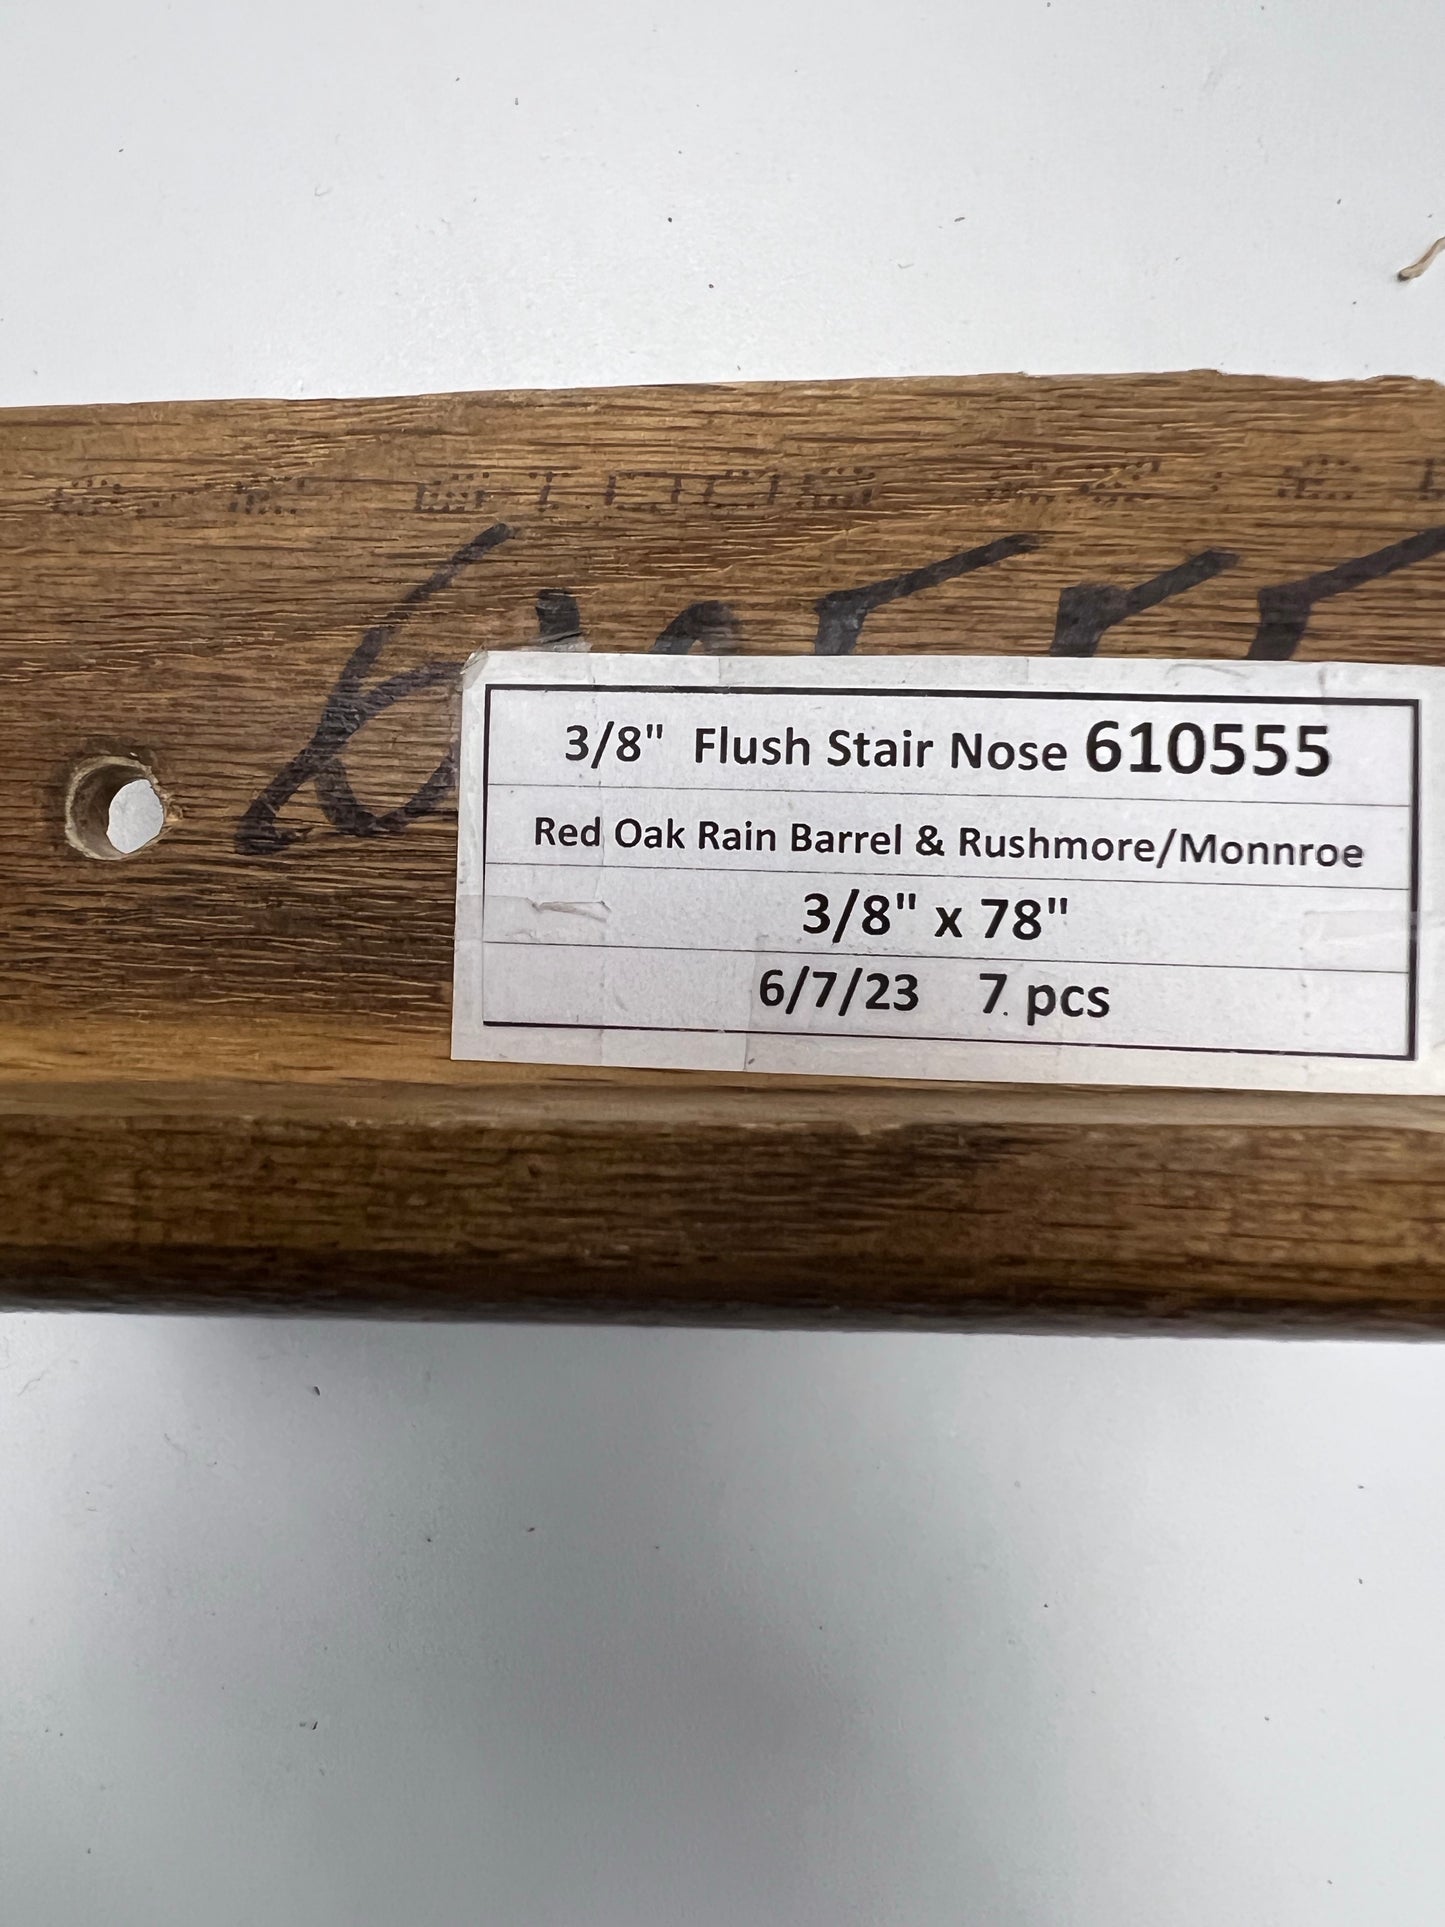 3/8" Flush Stair Nose 610555
Red Oak Rain Barrel & Rushmore/Monnroe
3/8" x 78"
6/7/23 7 pcs